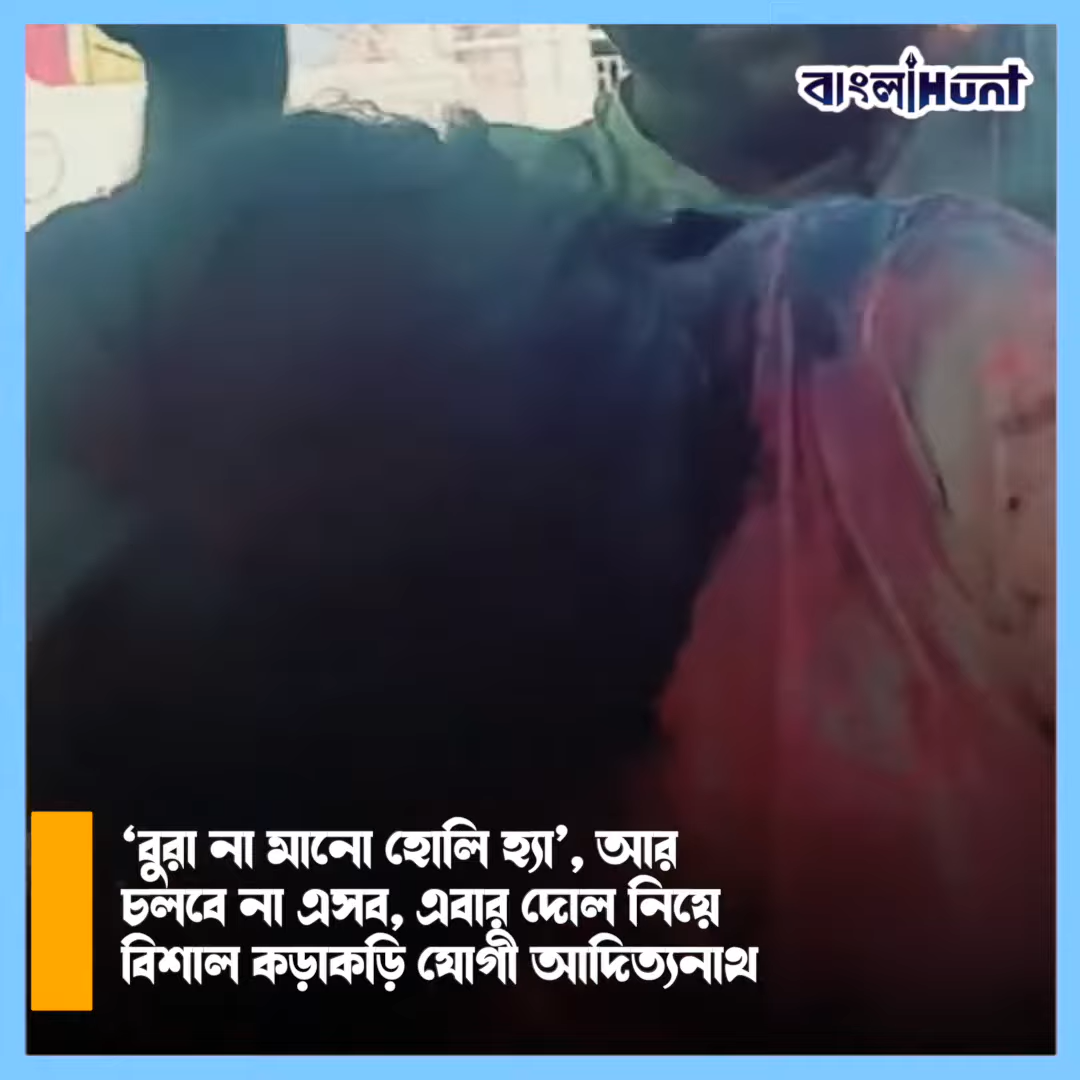 বাংলাHunt
‘বুরা না মানো হোলি হ্যা’, আর
চলবে না এসব, এবার দোল নিয়ে
বিশাল কড়াকড়ি যোগী আদিত্যনাথ